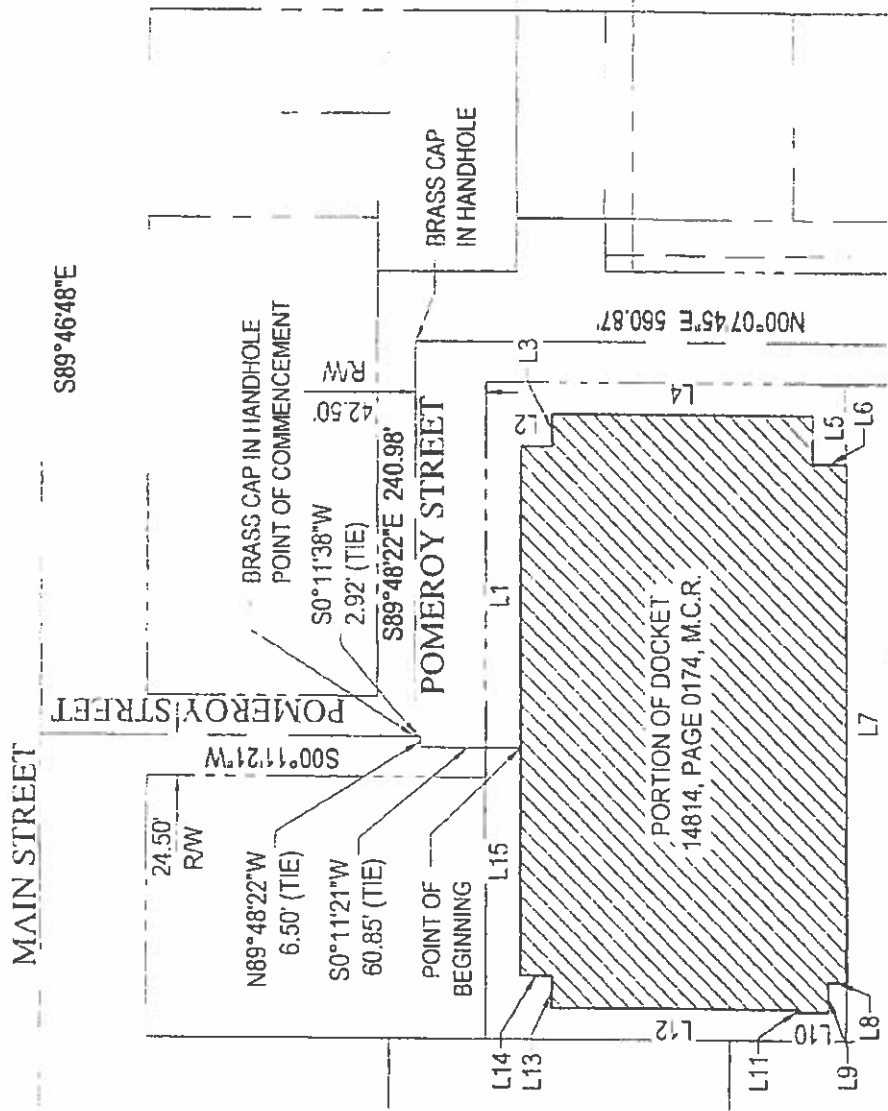 MAIN STREET
S89°46'48"E
24.50'
R/W
POMEROY STREET
S00°11'21"W
BRASS CAP IN HANDHOLE
POINT OF COMMENCEMENT
S0°11'38"W
2.92' (TIE)
42.50'
R/W
BRASS CAP
IN HANDHOLE
S89°48'22"E 240.98'
POMEROY STREET
N89°48'22"W
6.50' (TIE)
S0°11'21"W
60.85' (TIE)
POINT OF
BEGINNING
N00°07'45"E 560.87'
L15
L1
L2
L3
L4
L5
L6
L7
L8
L9
L10
L11
L12
L13
L14
PORTION OF DOCKET
14814, PAGE 0174, M.C.R.